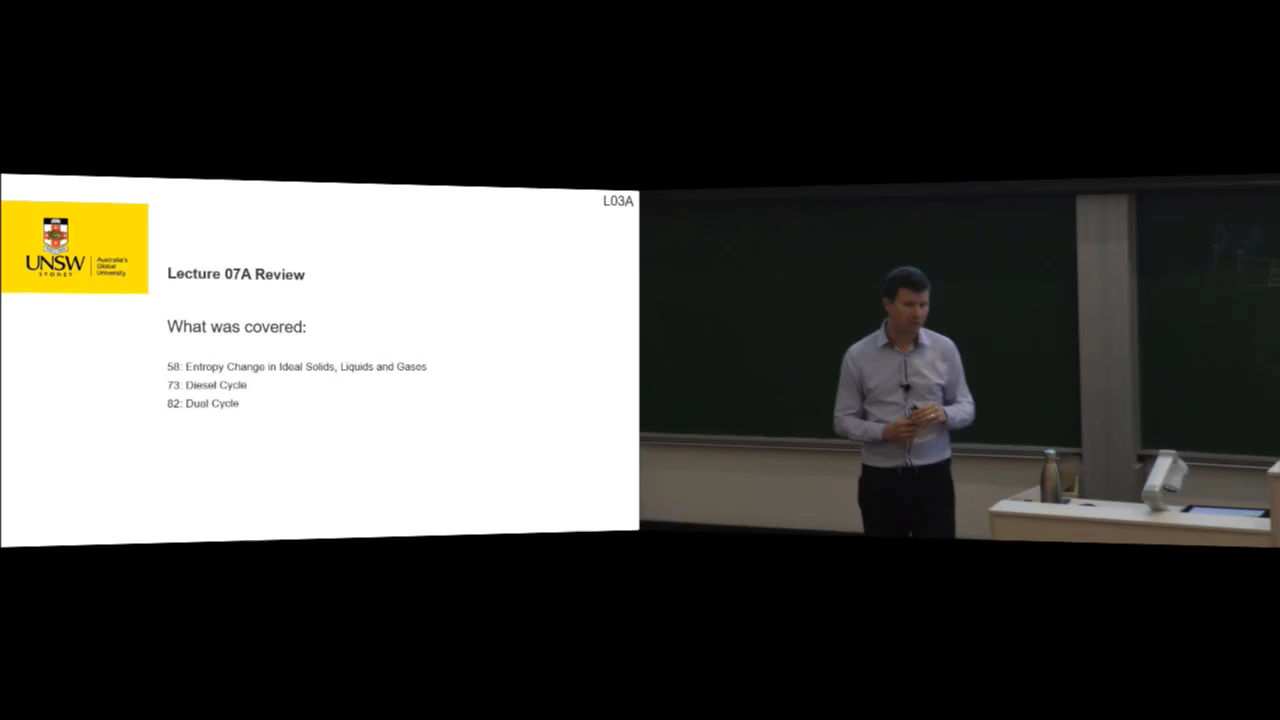 L03A
UNSW
SYDNEY
Australia's
Global
University
Lecture 07A Review
What was covered:
58: Entropy Change in Ideal Solids, Liquids and Gases
73: Diesel Cycle
82: Dual Cycle